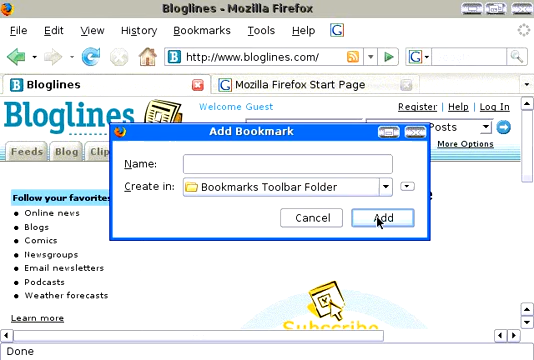 Bloglines - Mozilla Firefox
File Edit View History Bookmarks Tools Help
http://www.bloglines.com/
Bloglines
Mozilla Firefox Start Page
Bloglines
Welcome Guest
Register | Help | Log In
Posts
More Options
Feeds Blog Clip
Add Bookmark
Name:
Create in: Bookmarks Toolbar Folder
Cancel Add
Follow your favorites
Online news
Blogs
Comics
Newsgroups
Email newsletters
Podcasts
Weather forecasts
Learn more
Subscribe
Done